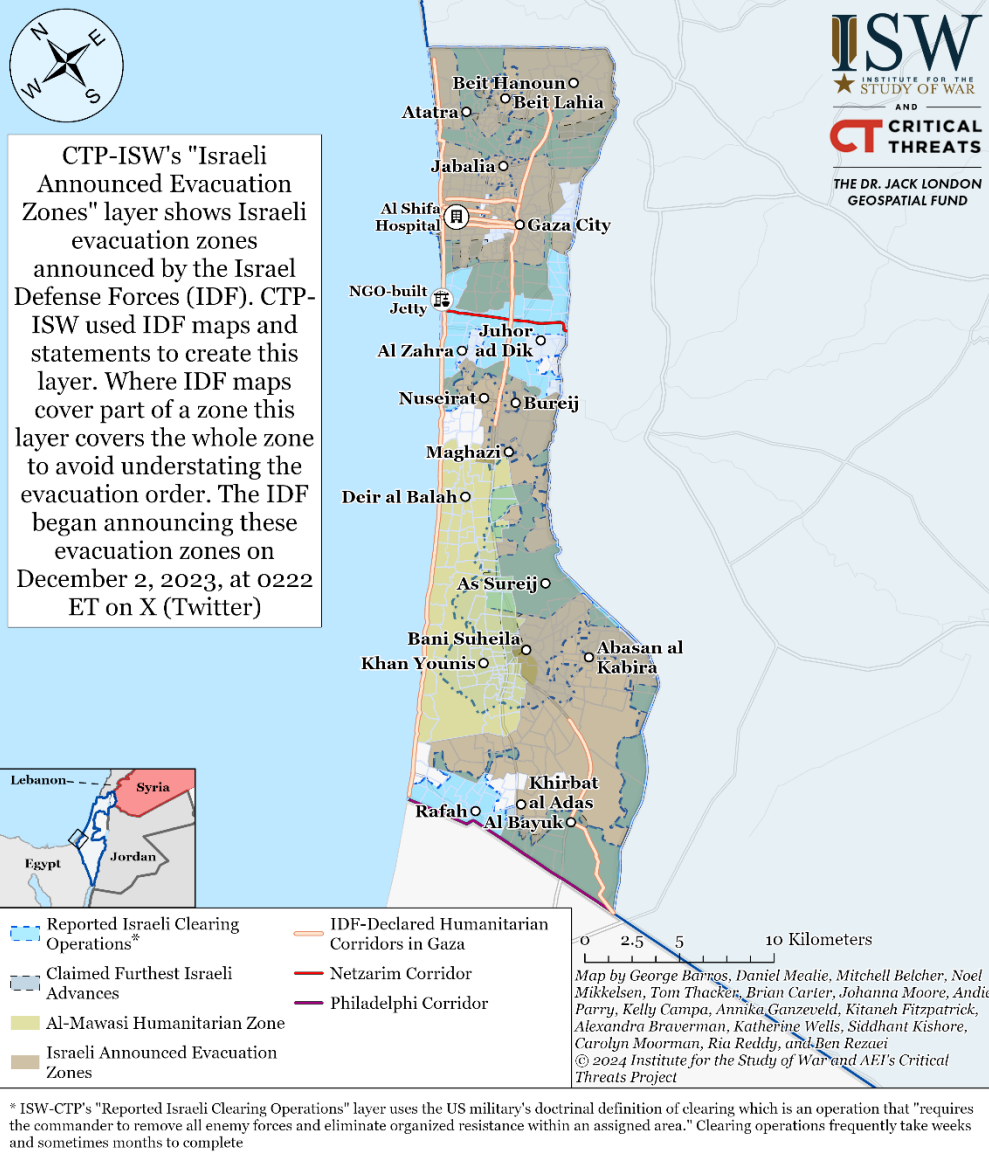 N
E
W
S
ISW
INSTITUTE FOR THE
STUDY OF WAR
AND
CT CRITICAL
THREATS
THE DR. JACK LONDON
GEOSPATIAL FUND
CTP-ISW's "Israeli
Announced Evacuation
Zones" layer shows Israeli
evacuation zones
announced by the Israel
Defense Forces (IDF). CTP-
ISW used IDF maps and
statements to create this
layer. Where IDF maps
cover part of a zone this
layer covers the whole zone
to avoid understating the
evacuation order. The IDF
began announcing these
evacuation zones on
December 2, 2023, at 0222
ET on X (Twitter)
Beit Hanoun
Beit Lahia
Atatra
Jabalia
Al Shifa
Hospital
Gaza City
NGO-built
Jetty
Juhor
ad Dik
Al Zahra
Nuseirat
Bureij
Maghazi
Deir al Balah
As Sureij
Bani Suheila
Abasan al
Kabira
Khan Younis
Khirbat
al Adas
Rafah
Al Bayuk
Lebanon
Syria
Egypt
Jordan
Reported Israeli Clearing
Operations*
Claimed Furthest Israeli
Advances
Al-Mawasi Humanitarian Zone
Israeli Announced Evacuation
Zones
IDF-Declared Humanitarian
Corridors in Gaza
Netzarim Corridor
Philadelphi Corridor
0 2.5 5 10 Kilometers
Map by George Barros, Daniel Mealie, Mitchell Belcher, Noel
Mikkelsen, Tom Thacker, Brian Carter, Johanna Moore, Andie
Parry, Kelly Campa, Annika Ganzeveld, Kitaneh Fitzpatrick,
Alexandra Braverman, Katherine Wells, Siddhant Kishore,
Carolyn Moorman, Ria Reddy, and Ben Rezaei
© 2024 Institute for the Study of War and AEI's Critical
Threats Project
* ISW-CTP's "Reported Israeli Clearing Operations" layer uses the US military's doctrinal definition of clearing which is an operation that "requires
the commander to remove all enemy forces and eliminate organized resistance within an assigned area." Clearing operations frequently take weeks
and sometimes months to complete